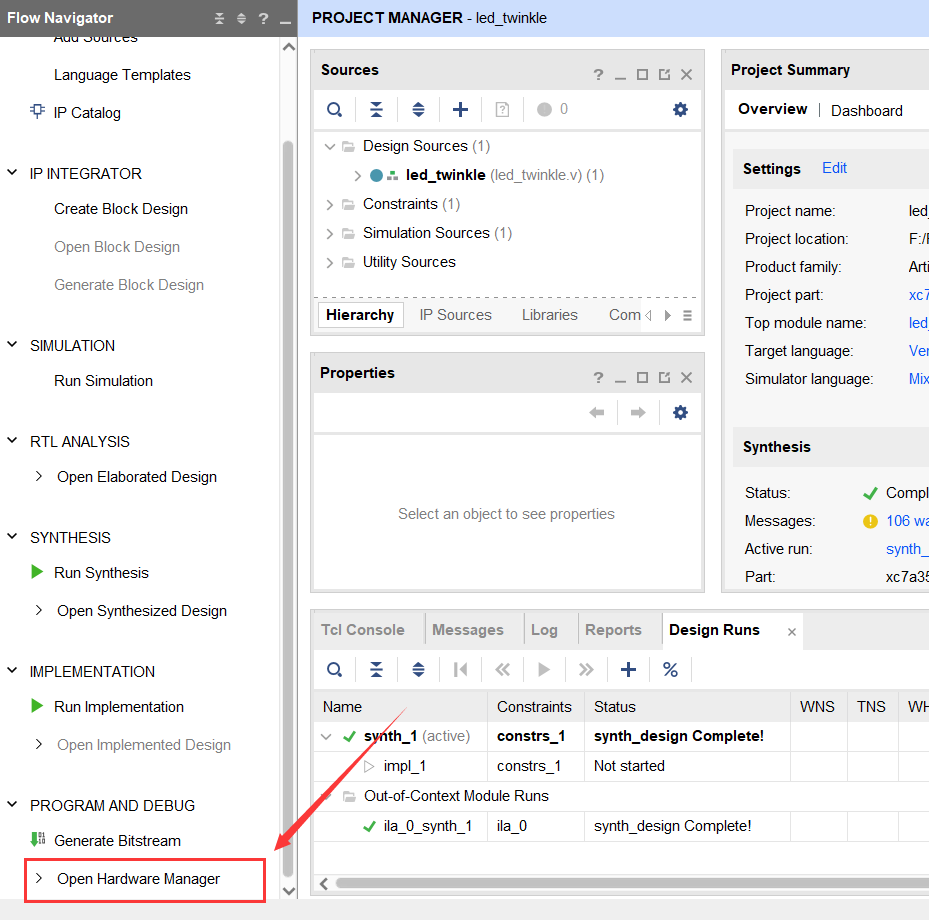 Flow Navigator
Add Sources
Language Templates
IP Catalog
IP INTEGRATOR
Create Block Design
Open Block Design
Generate Block Design
SIMULATION
Run Simulation
RTL ANALYSIS
Open Elaborated Design
SYNTHESIS
Run Synthesis
Open Synthesized Design
IMPLEMENTATION
Run Implementation
Open Implemented Design
PROGRAM AND DEBUG
Generate Bitstream
Open Hardware Manager
PROJECT MANAGER - led_twinkle
Sources
0
Design Sources (1)
led_twinkle (led_twinkle.v) (1)
Constraints (1)
Simulation Sources (1)
Utility Sources
Hierarchy IP Sources Libraries Com
Properties
Select an object to see properties
Project Summary
Overview | Dashboard
Settings Edit
Project name: led_
Project location: F:/
Product family: Arti
Project part: xc7
Top module name: led_
Target language: Ver
Simulator language: Mix
Synthesis
Status: Compl
Messages: 106 wa
Active run: synth_
Part: xc7a35
Tcl Console Messages Log Reports Design Runs
Name Constraints Status WNS TNS WH
synth_1 (active) constrs_1 synth_design Complete!
impl_1 constrs_1 Not started
Out-of-Context Module Runs
ila_0_synth_1 ila_0 synth_design Complete!